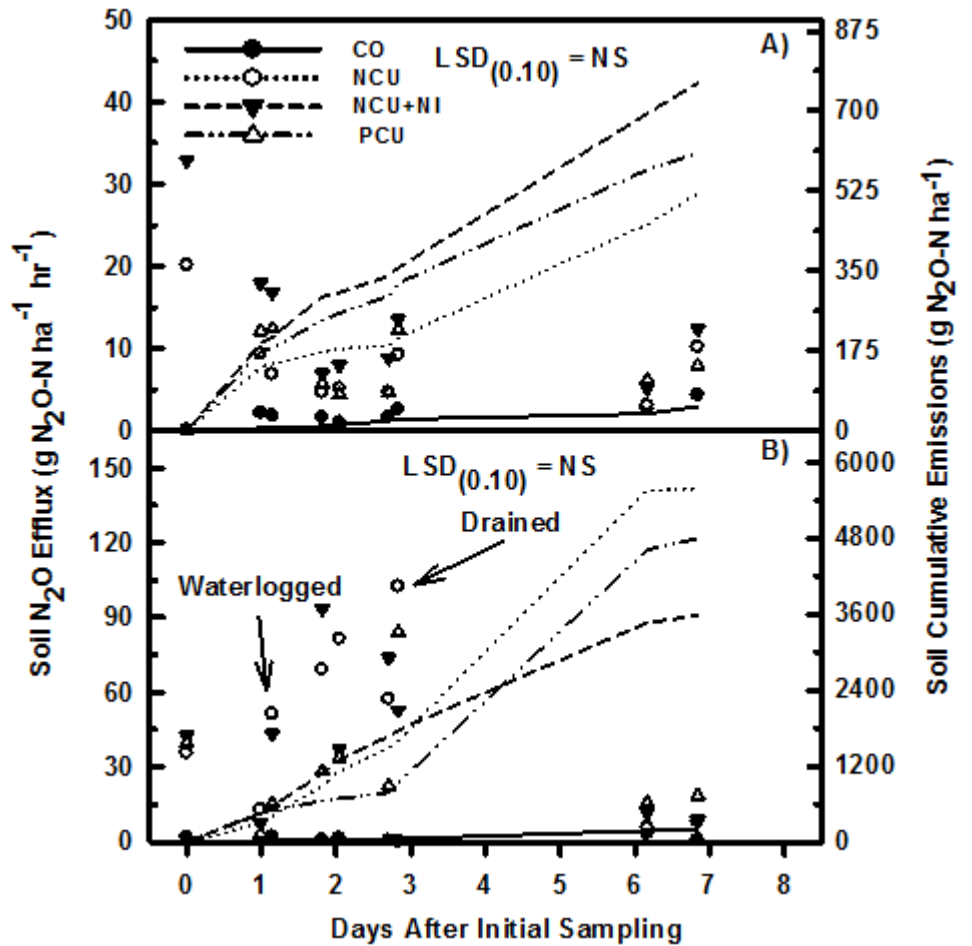 50
40
30
20
10
0
875
700
525
350
175
0
A)
CO
NCU
NCU+NI
PCU
LSD(0.10) = NS
150
120
90
60
30
0
6000
4800
3600
2400
1200
0
B)
LSD(0.10) = NS
Drained
Waterlogged
0 1 2 3 4 5 6 7 8
Days After Initial Sampling
Soil N2O Efflux (g N2O-N ha-1 hr-1)
Soil Cumulative Emissions (g N2O-N ha-1)